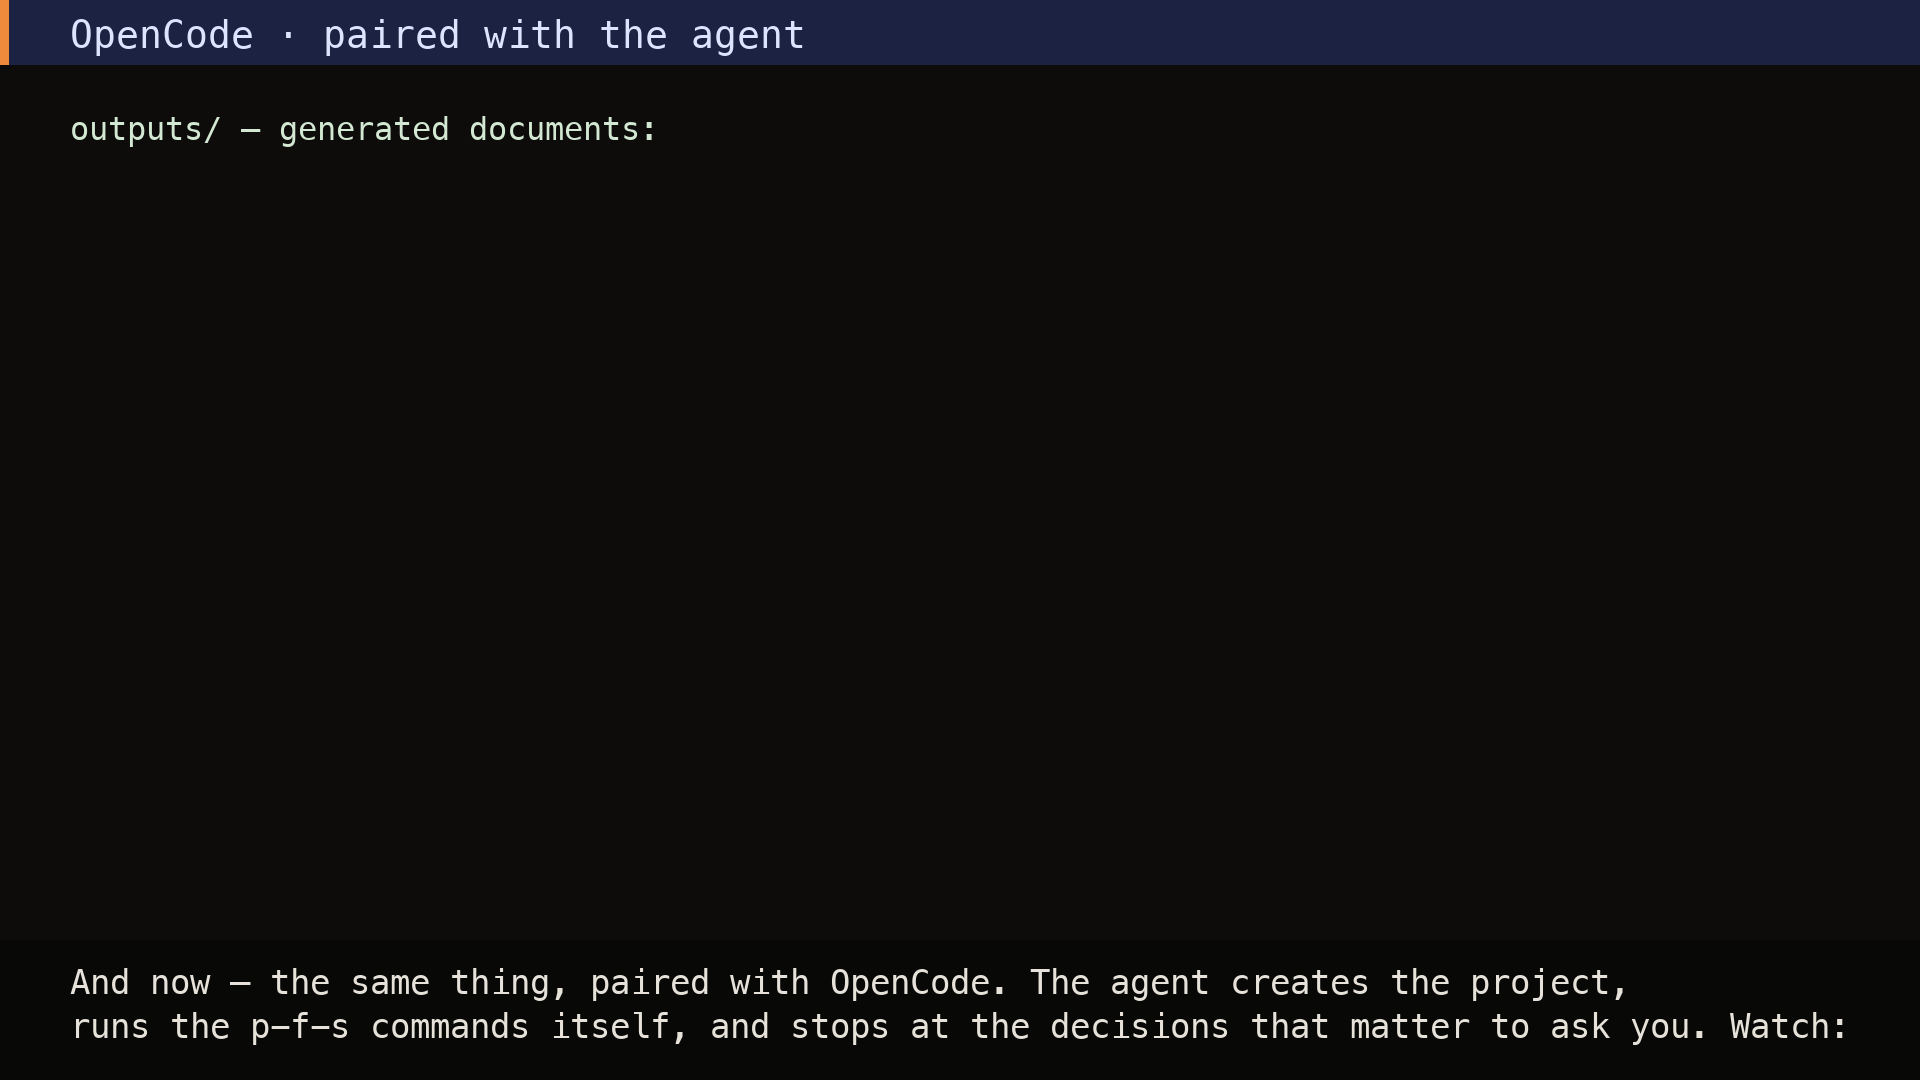 OpenCode · paired with the agent
outputs/ — generated documents:
And now — the same thing, paired with OpenCode. The agent creates the project,
runs the p-f-s commands itself, and stops at the decisions that matter to ask you. Watch: